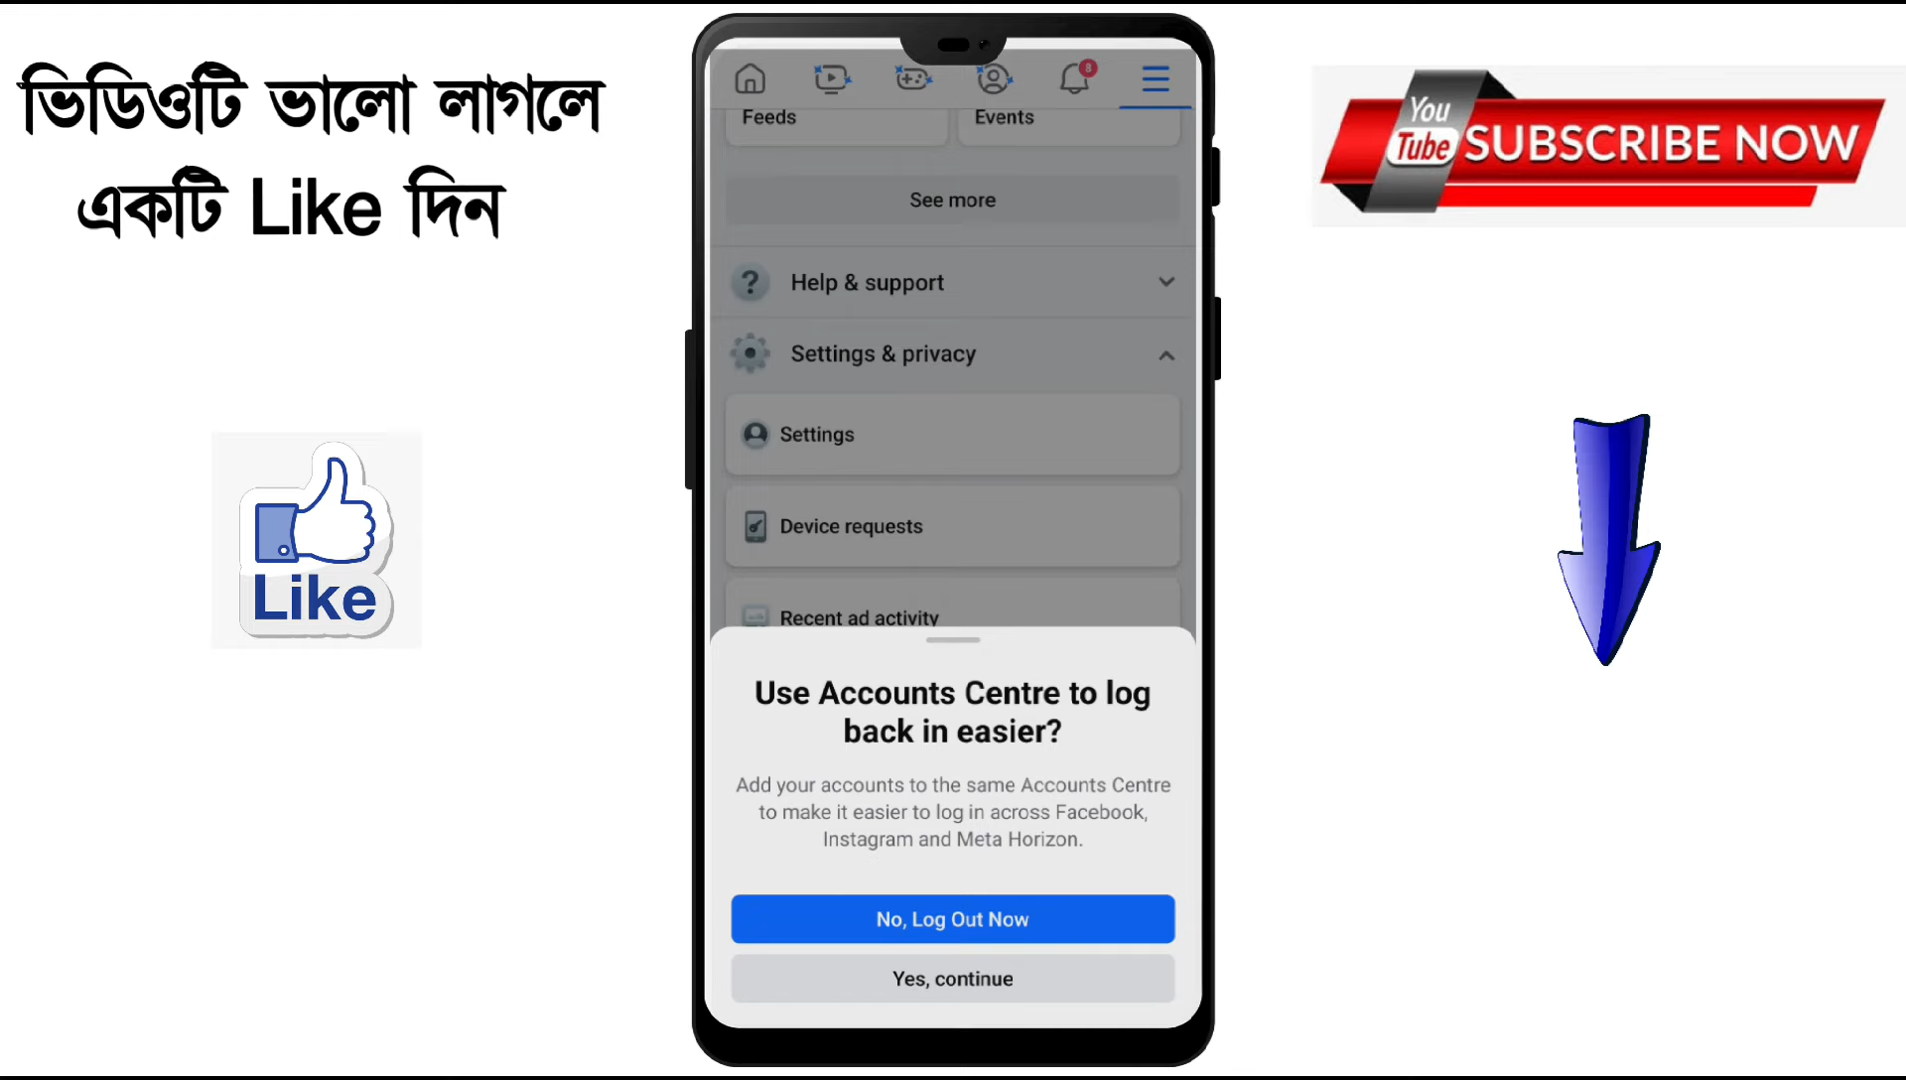 ভিডিওটি ভালো লাগলে
একটি Like দিন
Like
You
Tube
SUBSCRIBE NOW
8
Feeds
Events
See more
? Help & support
Settings & privacy
Settings
Device requests
Recent ad activity
Use Accounts Centre to log
back in easier?
Add your accounts to the same Accounts Centre
to make it easier to log in across Facebook,
Instagram and Meta Horizon.
No, Log Out Now
Yes, continue